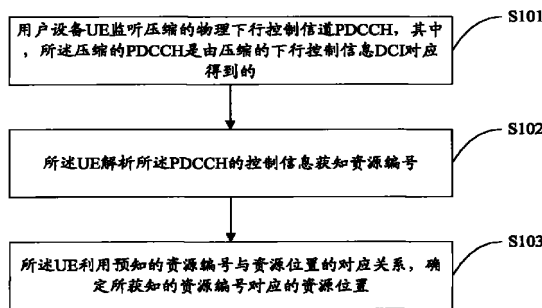 用户设备UE监听压缩的物理下行控制信道PDCCH，其中
，所述压缩的PDCCH是由压缩的下行控制信息DCI对应
得到的
S101
所述UE解析所述PDCCH的控制信息获知资源编号
S102
所述UE利用预知的资源编号与资源位置的对应关系，确
定所获知的资源编号对应的资源位置
S103